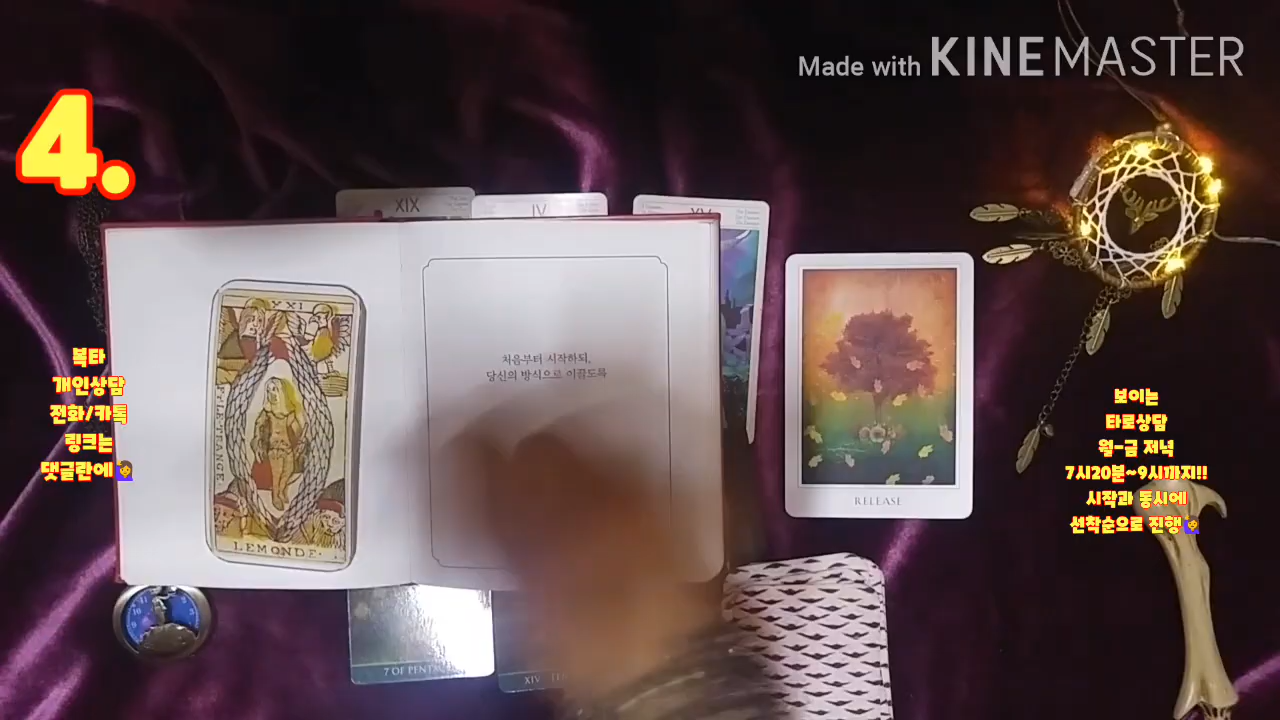 Made with KINEMASTER
4.
XIX
IV
XXI
처음부터 시작하되,
당신의 방식으로 이끌도록
LEMONDE·
RELEASE
복타
개인상담
전화/카톡
링크는
댓글란에🙋‍♀️
보이는
타로상담
월-금 저녁
7시20분~9시까지!!
시작과 동시에
선착순으로 진행🙋‍♀️
7 OF
XIV